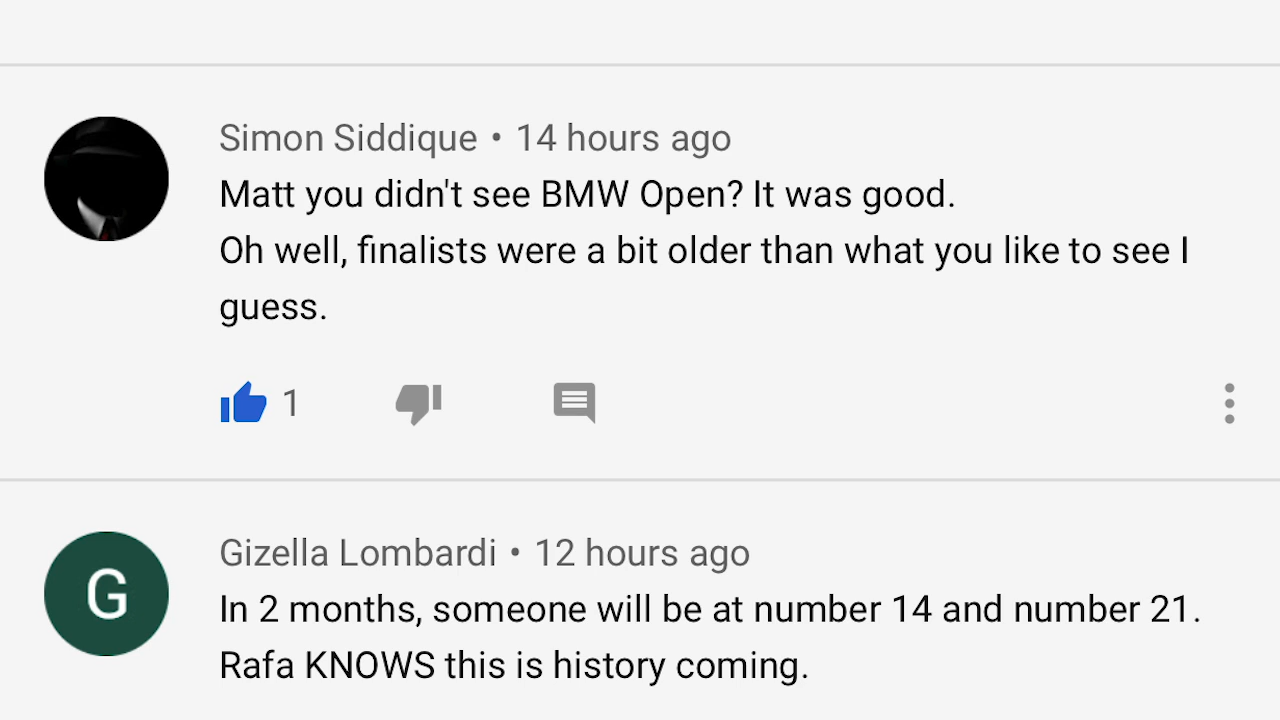 Simon Siddique • 14 hours ago
Matt you didn't see BMW Open? It was good.
Oh well, finalists were a bit older than what you like to see I
guess.
1
G
Gizella Lombardi • 12 hours ago
In 2 months, someone will be at number 14 and number 21.
Rafa KNOWS this is history coming.